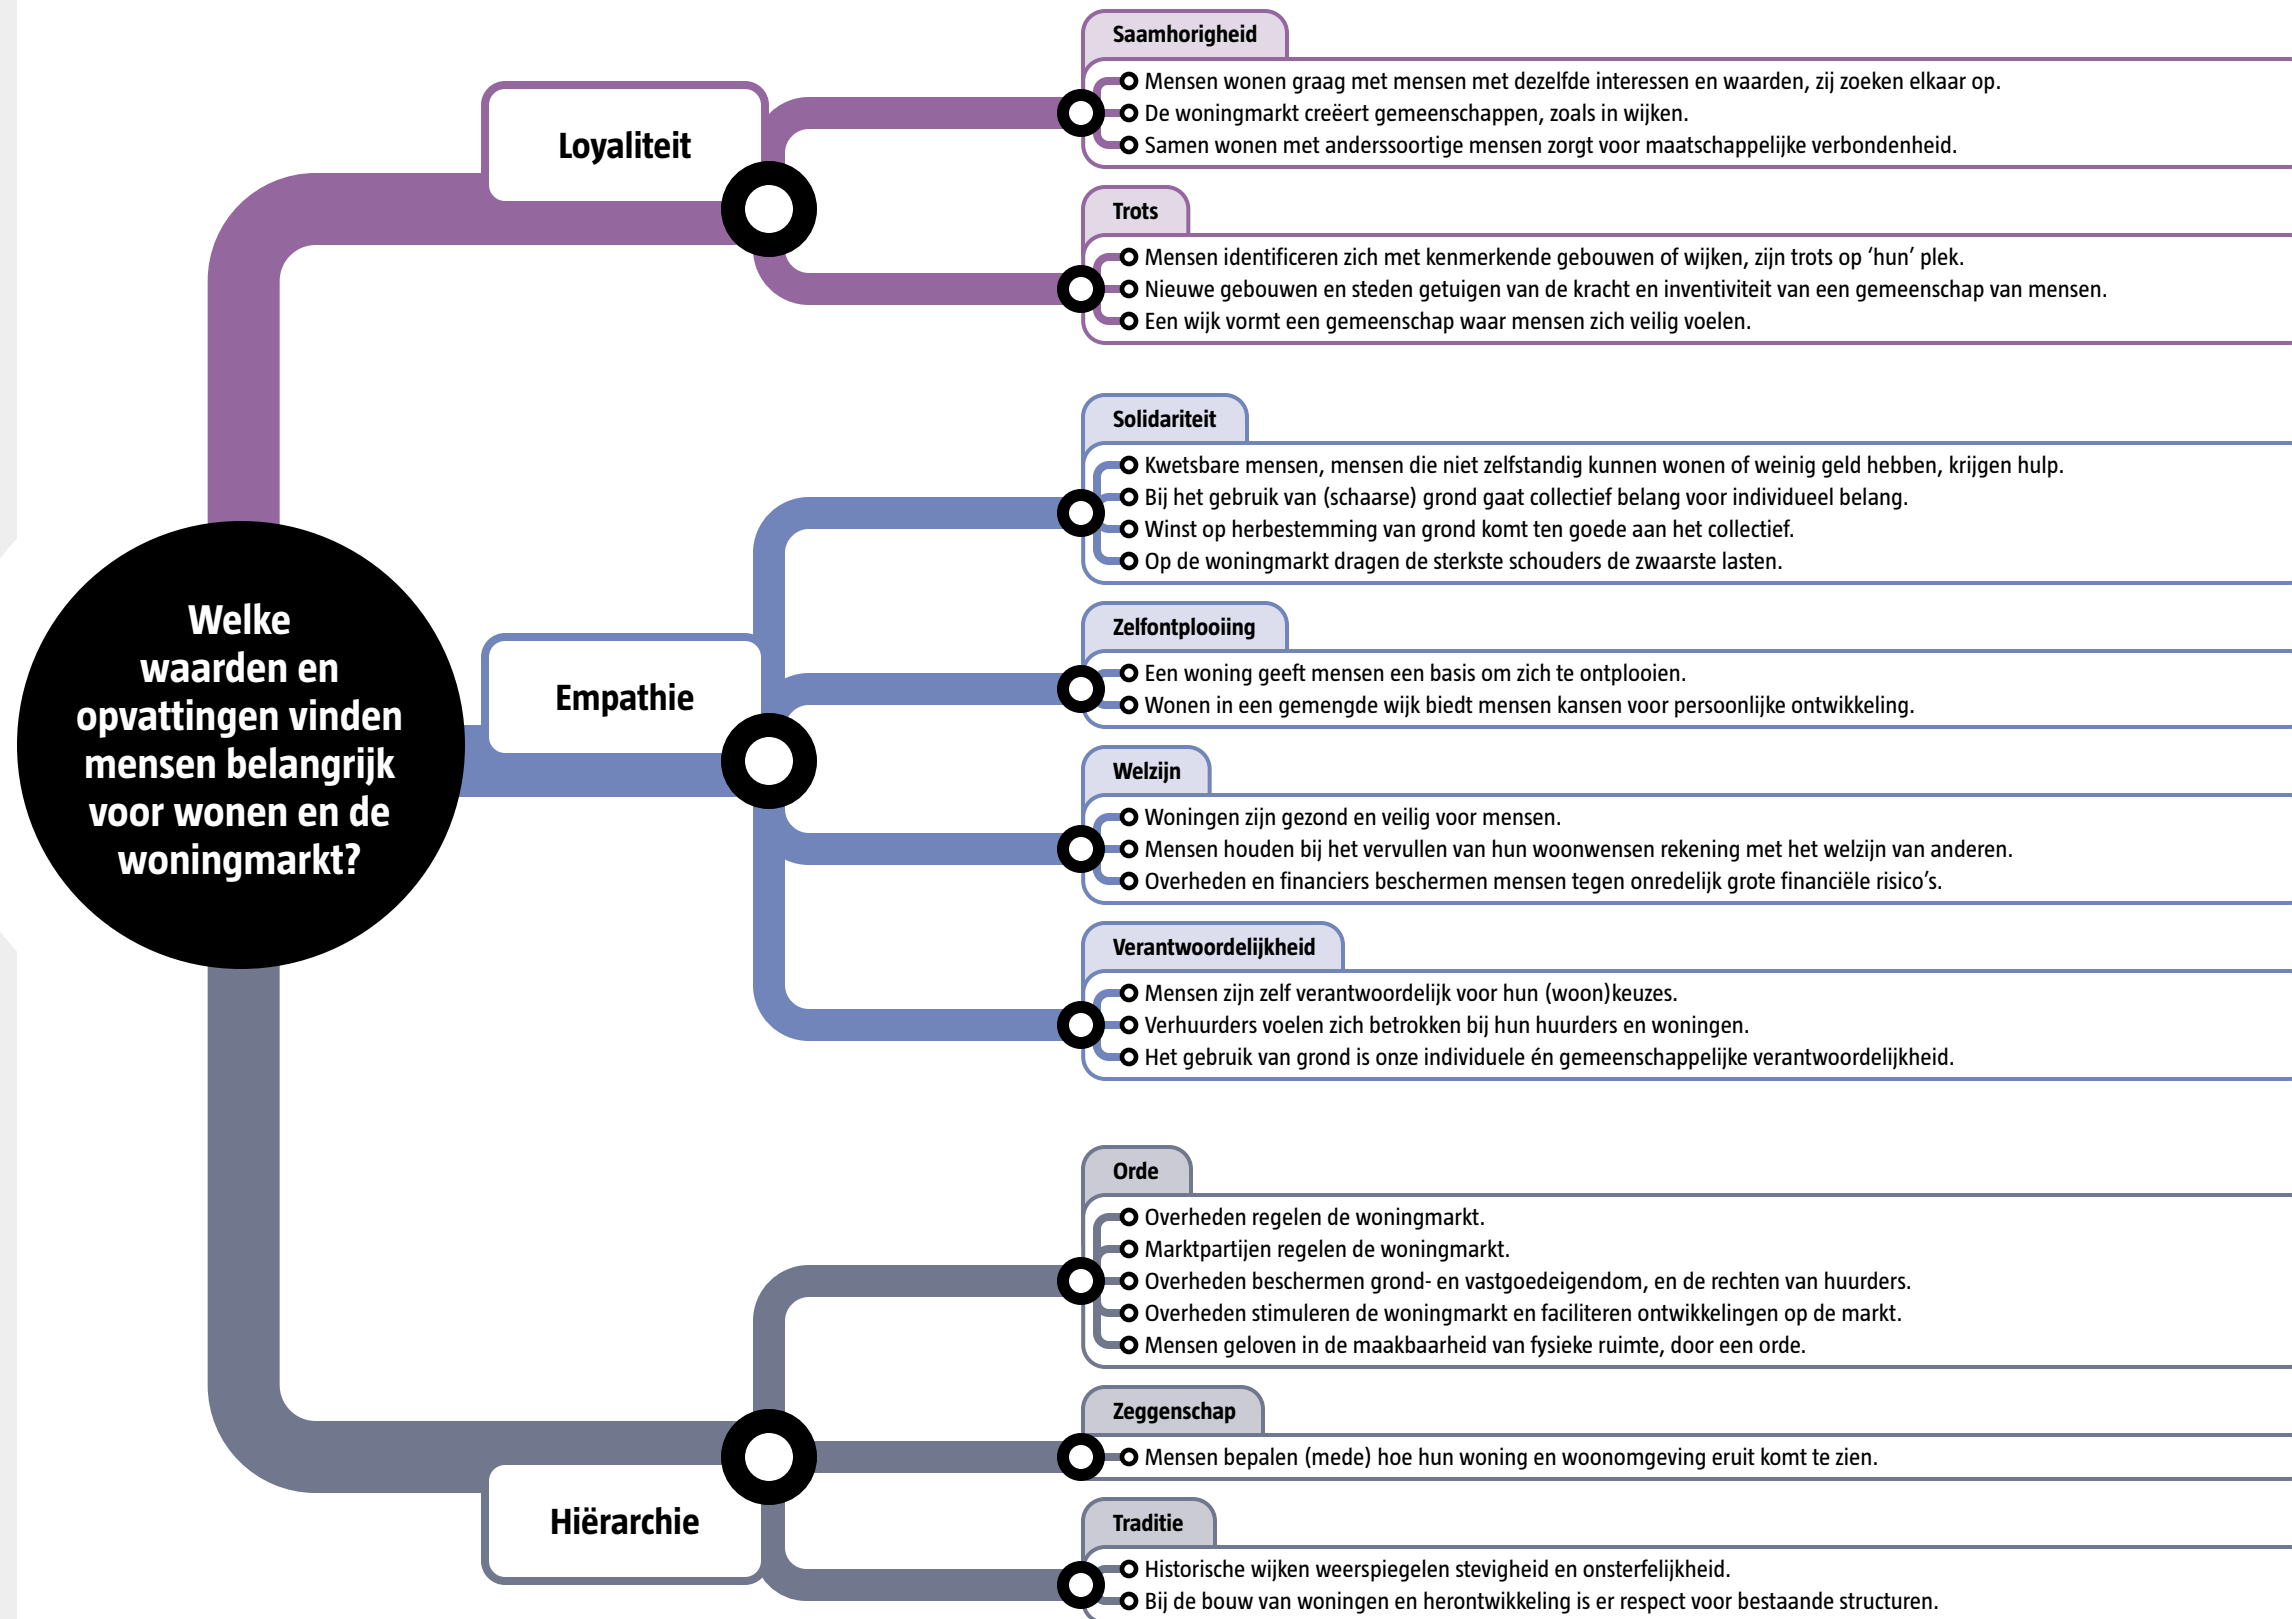 Welke
waarden en
opvattingen vinden
mensen belangrijk
voor wonen en de
woningmarkt?
Loyaliteit
Saamhorigheid
Mensen wonen graag met mensen met dezelfde interessen en waarden, zij zoeken elkaar op.
De woningmarkt creëert gemeenschappen, zoals in wijken.
Samen wonen met anderssoortige mensen zorgt voor maatschappelijke verbondenheid.
Trots
Mensen identificeren zich met kenmerkende gebouwen of wijken, zijn trots op ‘hun’ plek.
Nieuwe gebouwen en steden getuigen van de kracht en inventiviteit van een gemeenschap van mensen.
Een wijk vormt een gemeenschap waar mensen zich veilig voelen.
Empathie
Solidariteit
Kwetsbare mensen, mensen die niet zelfstandig kunnen wonen of weinig geld hebben, krijgen hulp.
Bij het gebruik van (schaarse) grond gaat collectief belang voor individueel belang.
Winst op herbestemming van grond komt ten goede aan het collectief.
Op de woningmarkt dragen de sterkste schouders de zwaarste lasten.
Zelfontplooiing
Een woning geeft mensen een basis om zich te ontplooien.
Wonen in een gemengde wijk biedt mensen kansen voor persoonlijke ontwikkeling.
Welzijn
Woningen zijn gezond en veilig voor mensen.
Mensen houden bij het vervullen van hun woonwensen rekening met het welzijn van anderen.
Overheden en financiers beschermen mensen tegen onredelijk grote financiële risico’s.
Verantwoordelijkheid
Mensen zijn zelf verantwoordelijk voor hun (woon)keuzes.
Verhuurders voelen zich betrokken bij hun huurders en woningen.
Het gebruik van grond is onze individuele én gemeenschappelijke verantwoordelijkheid.
Hiërarchie
Orde
Overheden regelen de woningmarkt.
Marktpartijen regelen de woningmarkt.
Overheden beschermen grond- en vastgoedeigendom, en de rechten van huurders.
Overheden stimuleren de woningmarkt en faciliteren ontwikkelingen op de markt.
Mensen geloven in de maakbaarheid van fysieke ruimte, door een orde.
Zeggenschap
Mensen bepalen (mede) hoe hun woning en woonomgeving eruit komt te zien.
Traditie
Historische wijken weerspiegelen stevigheid en onsterfelijkheid.
Bij de bouw van woningen en herontwikkeling is er respect voor bestaande structuren.